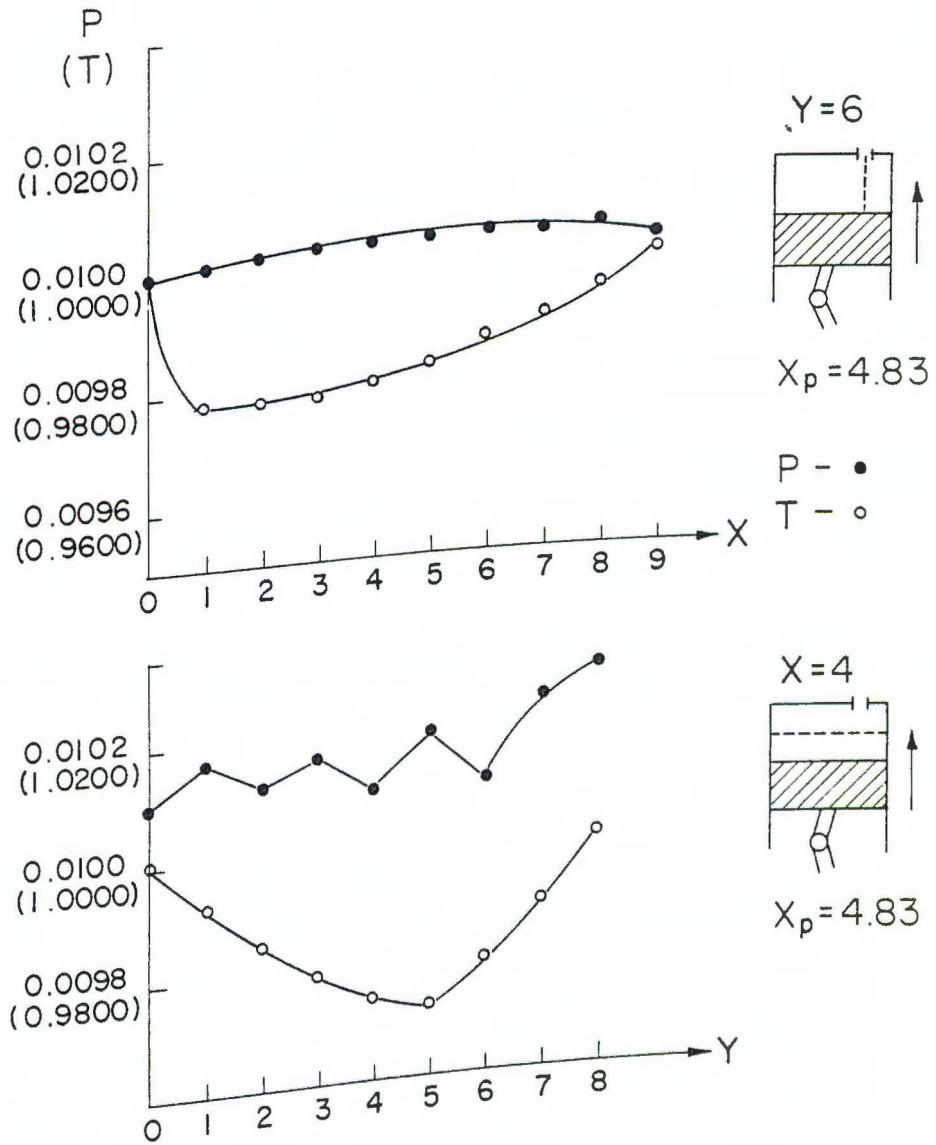 P
(T)
0.0102
(1.0200)
0.0100
(1.0000)
0.0098
(0.9800)
0.0096
(0.9600)
0 1 2 3 4 5 6 7 8 9
X
Y=6
Xp=4.83
P - ●
T - ○
0.0102
(1.0200)
0.0100
(1.0000)
0.0098
(0.9800)
0 1 2 3 4 5 6 7 8
Y
X=4
Xp=4.83